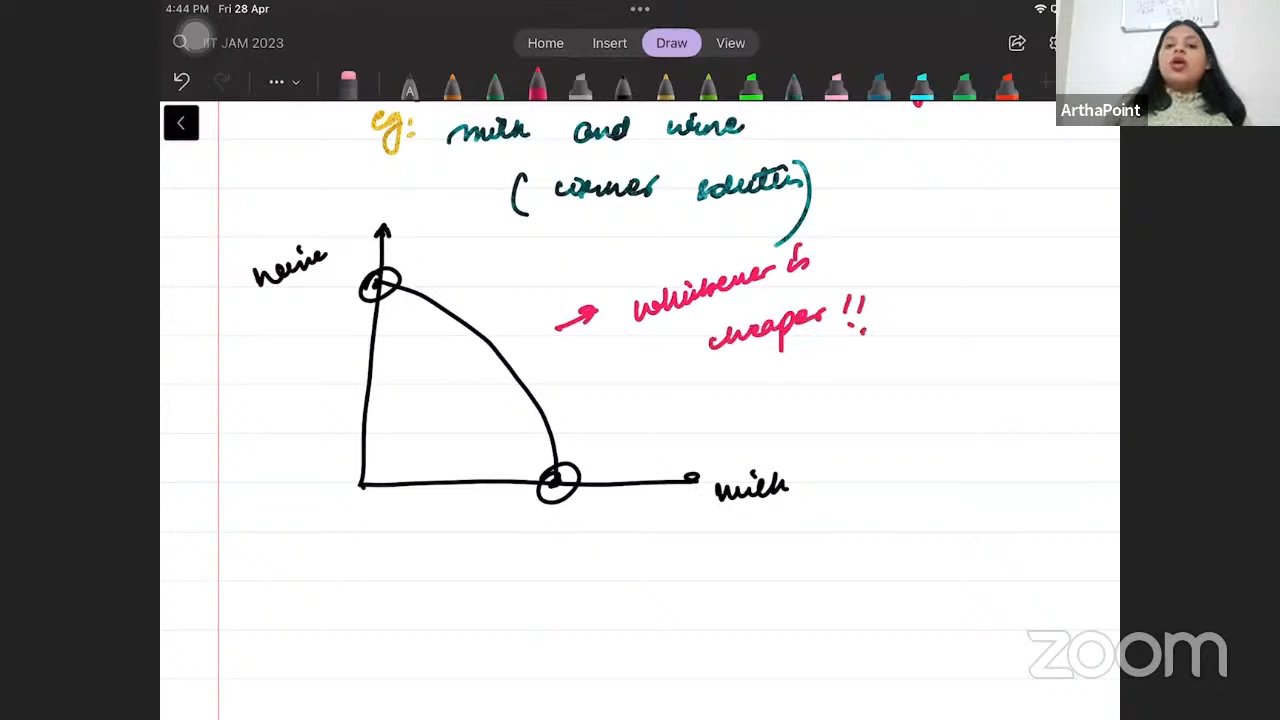 4:44 PM Fri 28 Apr
IIT JAM 2023
Home Insert Draw View
A
ArthaPoint
eg: milk and wine
(corner solution)
wine
→ whichever is
cheaper !!
milk
zoom